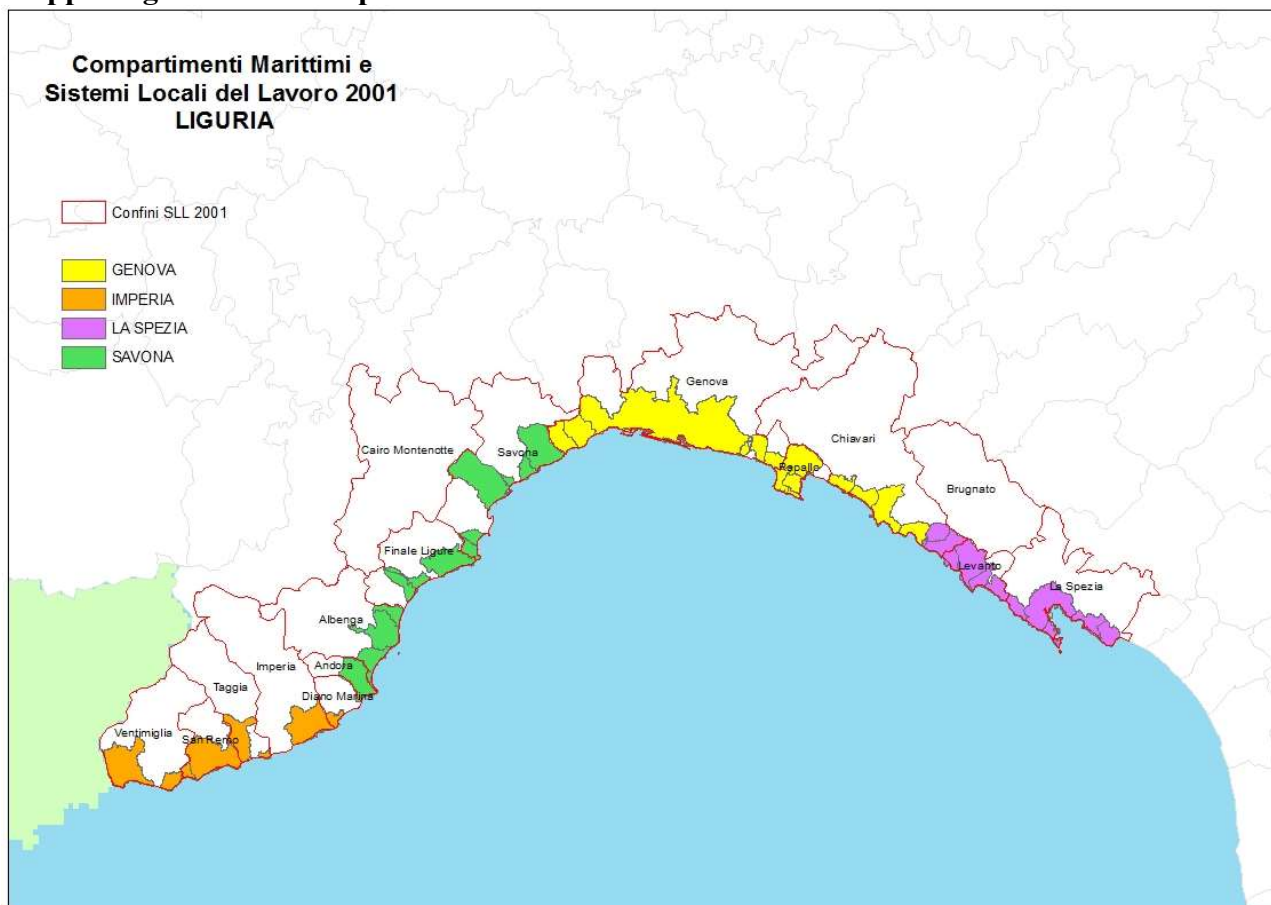 Compartimenti Marittimi e
Sistemi Locali del Lavoro 2001
LIGURIA
Confini SLL 2001
GENOVA
IMPERIA
LA SPEZIA
SAVONA
Genova
Chiavari
Cairo Montenotte
Savona
Rapallo
Brugnato
Finale Ligure
Levanto
La Spezia
Albenga
Andora
Imperia
Taggia
Diano Marina
Ventimiglia
San Remo